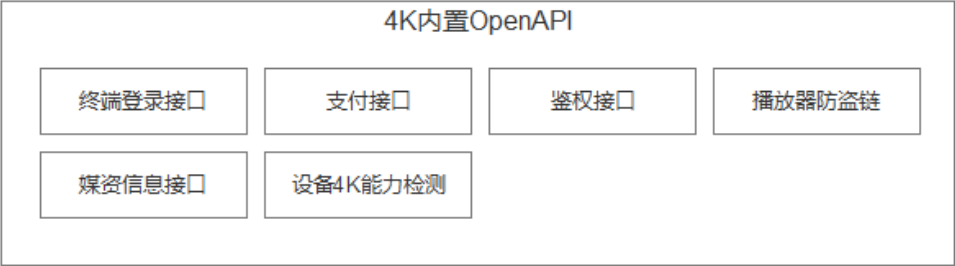 4K内置OpenAPI
终端登录接口
支付接口
鉴权接口
播放器防盗链
媒资信息接口
设备4K能力检测